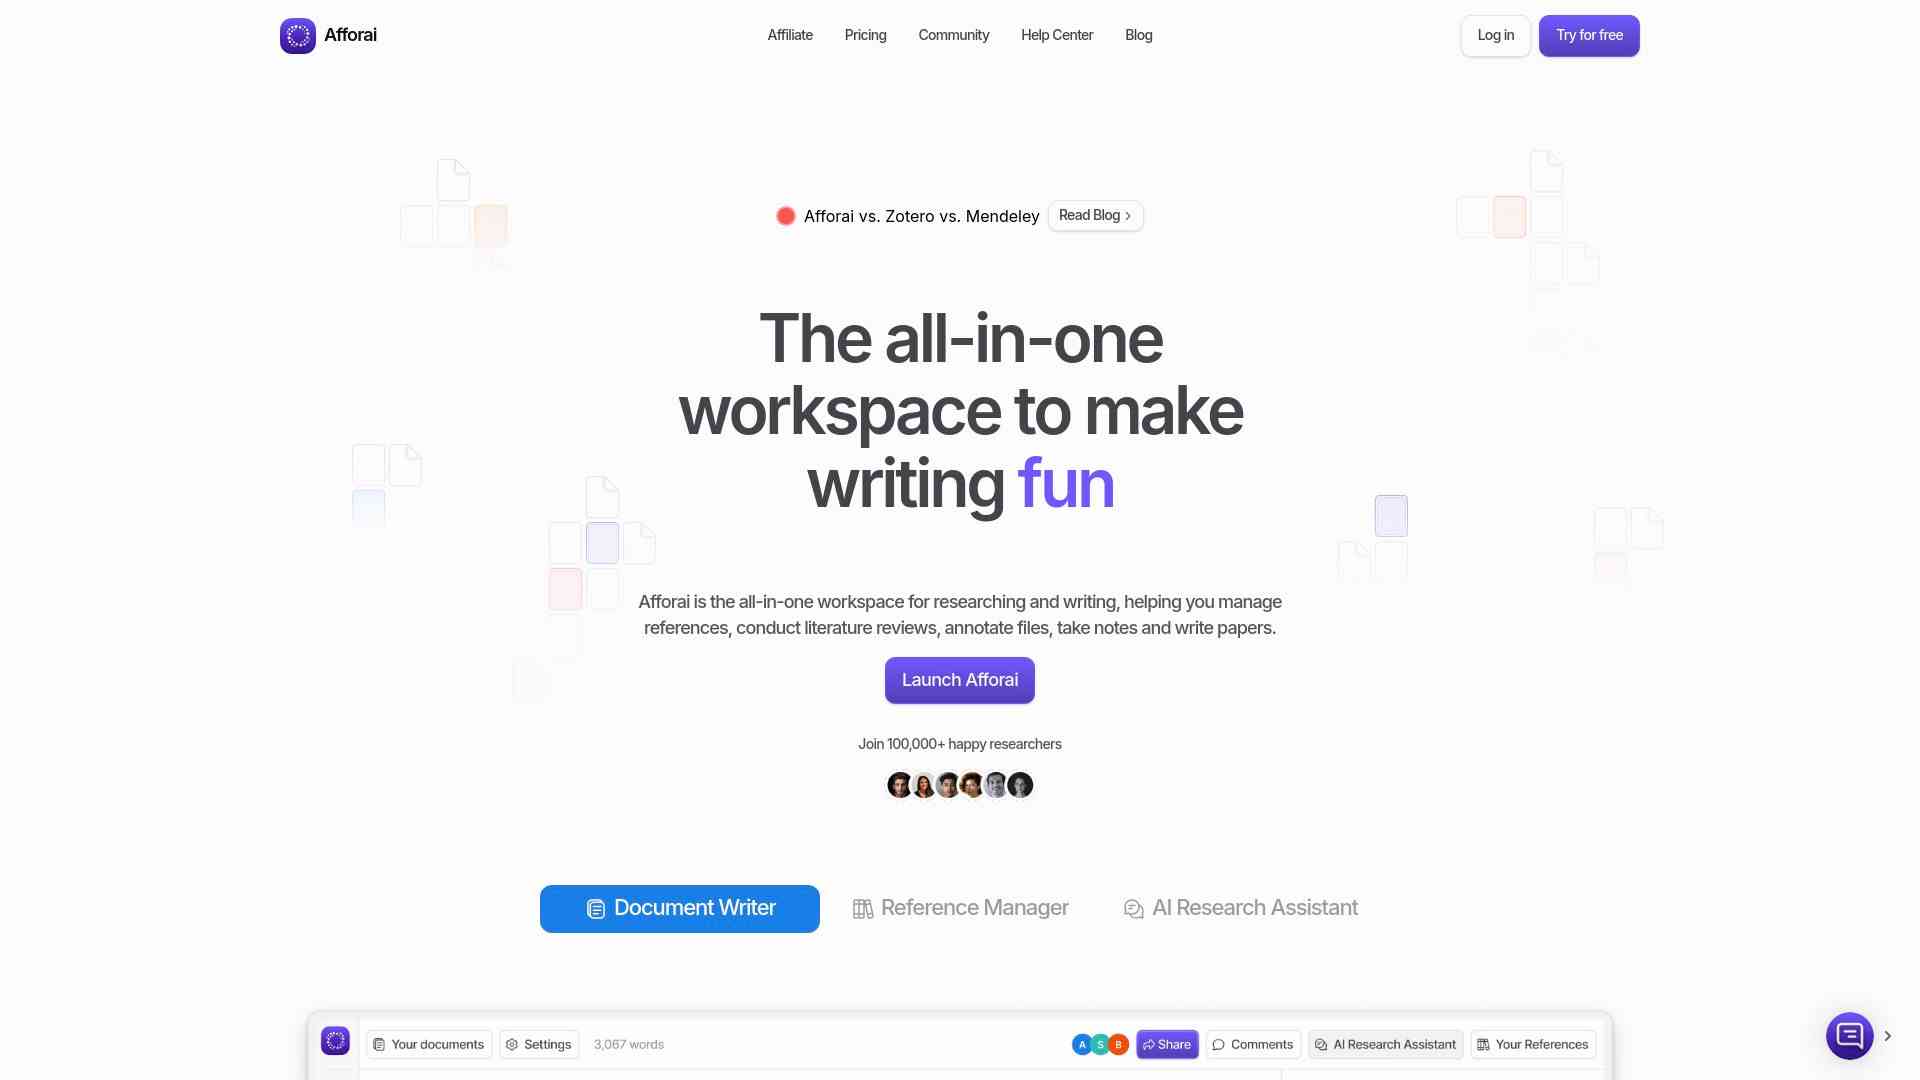 Afforai
Affiliate
Pricing
Community
Help Center
Blog
Log in
Try for free
Afforai vs. Zotero vs. Mendeley
Read Blog
The all-in-one
workspace to make
writing fun
Afforai is the all-in-one workspace for researching and writing, helping you manage
references, conduct literature reviews, annotate files, take notes and write papers.
Launch Afforai
Join 100,000+ happy researchers
Document Writer
Reference Manager
AI Research Assistant
Your documents
Settings
3,067 words
A
S
B
Share
Comments
AI Research Assistant
Your References